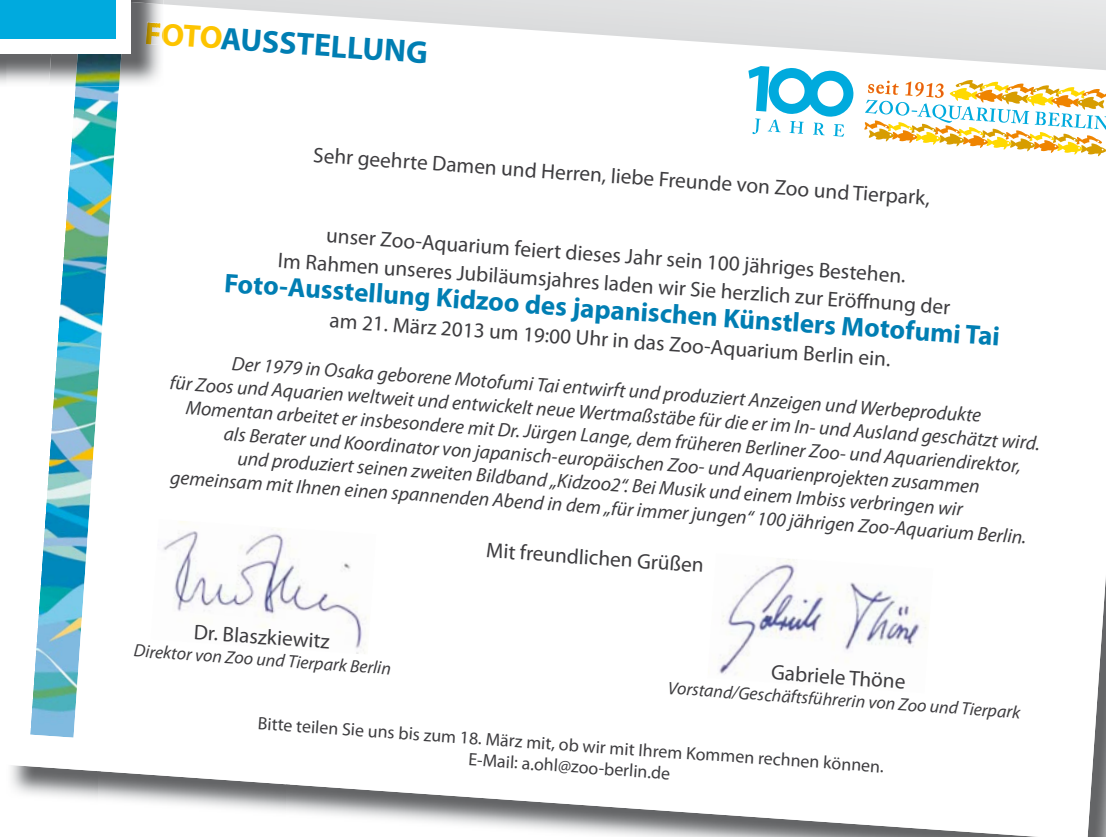 FOTOAUSSTELLUNG
100
JAHRE
seit 1913
ZOO-AQUARIUM BERLIN
Sehr geehrte Damen und Herren, liebe Freunde von Zoo und Tierpark,
unser Zoo-Aquarium feiert dieses Jahr sein 100 jähriges Bestehen.
Im Rahmen unseres Jubiläumsjahres laden wir Sie herzlich zur Eröffnung der
Foto-Ausstellung Kidzoo des japanischen Künstlers Motofumi Tai
am 21. März 2013 um 19:00 Uhr in das Zoo-Aquarium Berlin ein.
Der 1979 in Osaka geborene Motofumi Tai entwirft und produziert Anzeigen und Werbeprodukte
für Zoos und Aquarien weltweit und entwickelt neue Wertmaßstäbe für die er im In- und Ausland geschätzt wird.
Momentan arbeitet er insbesondere mit Dr. Jürgen Lange, dem früheren Berliner Zoo- und Aquariendirektor,
als Berater und Koordinator von japanisch-europäischen Zoo- und Aquarienprojekten zusammen
und produziert seinen zweiten Bildband „Kidzoo2“. Bei Musik und einem Imbiss verbringen wir
gemeinsam mit Ihnen einen spannenden Abend in dem „für immer jungen“ 100 jährigen Zoo-Aquarium Berlin.
Mit freundlichen Grüßen
Gabriele Thöne
Dr. Blaszkiewitz
Direktor von Zoo und Tierpark Berlin
Gabriele Thöne
Vorstand/Geschäftsführerin von Zoo und Tierpark
Bitte teilen Sie uns bis zum 18. März mit, ob wir mit Ihrem Kommen rechnen können.
E-Mail: a.ohl@zoo-berlin.de